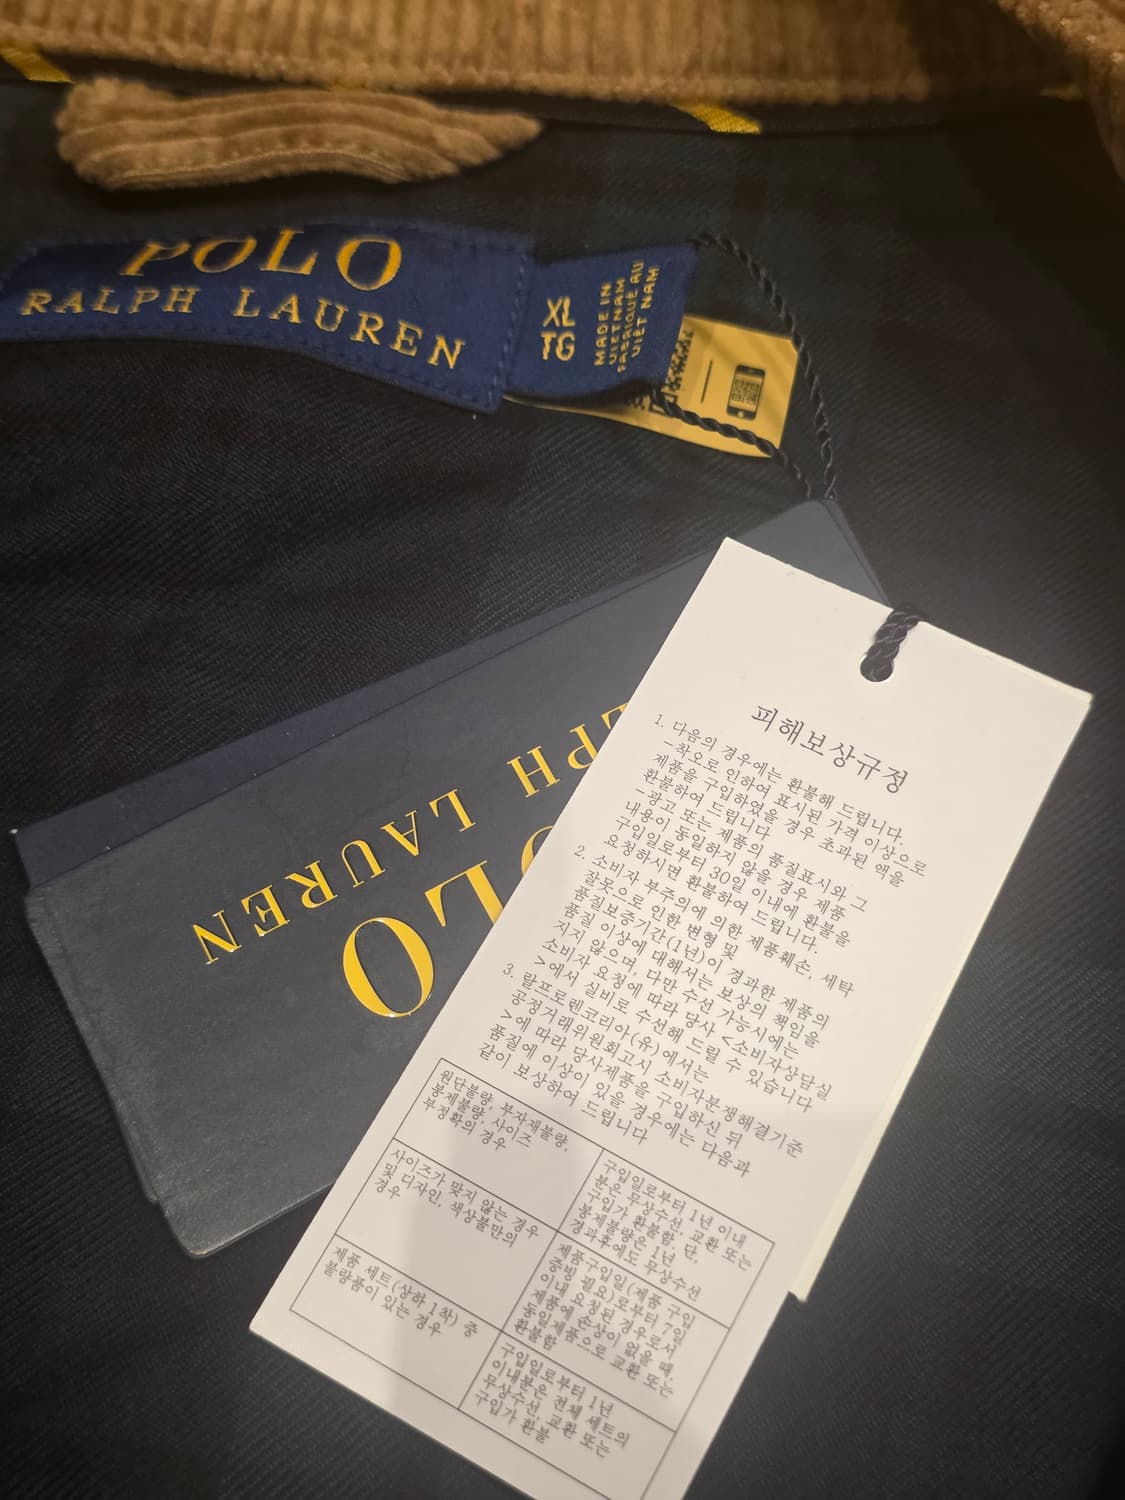 POLO
RALPH LAUREN
XL
TG
MADE IN
VIETNAM
FABRIQUÉ AU
VIET NAM
LPH LAUREN
OLO
피해보상규정
1. 다음의 경우에는 환불해 드립니다.
-착오로 인하여 표시된 가격 이상으로
제품을 구입하였을 경우 초과된 액을
환불하여 드립니다
-광고 또는 제품의 품질표시와 그
내용이 동일하지 않을 경우 제품
구입일로부터 30일 이내에 환불을
요청하시면 환불하여 드립니다.
2. 소비자 부주의에 의한 제품훼손, 세탁
잘못으로 인한 변형 및
품질보증기간(1년)이 경과한 제품의
품질 이상에 대해서는 보상의 책임을
지지 않으며, 다만 수선 가능시에는
소비자 요청에 따라 당사 <소비자상담실
>에서 실비로 수선해 드릴 수 있습니다
3. 랄프로렌코리아(유)에서는
공정거래위원회고시 소비자분쟁해결기준
>에 따라 당사제품을 구입하신 뒤
품질에 이상이 있을 경우에는 다음과
같이 보상하여 드립니다
원단불량, 부자재불량,
봉제불량, 사이즈
부정확의 경우
구입일로부터 1년 이내
분은 무상수선, 교환 또는
구입가 환불함. 단,
봉제불량은 1년
경과후에도 무상수선
사이즈가 맞지 않는 경우
및 디자인, 색상불만의
경우
제품구입일(제품 구입
증빙 필요)로부터 7일
이내 요청된 경우로서
제품에 손상이 없을 때,
동일제품으로 교환 또는
환불함
제품 세트(상하 1착) 중
불량품이 있는 경우
구입일로부터 1년
이내분은 전체 세트의
무상수선, 교환 또는
구입가 환불